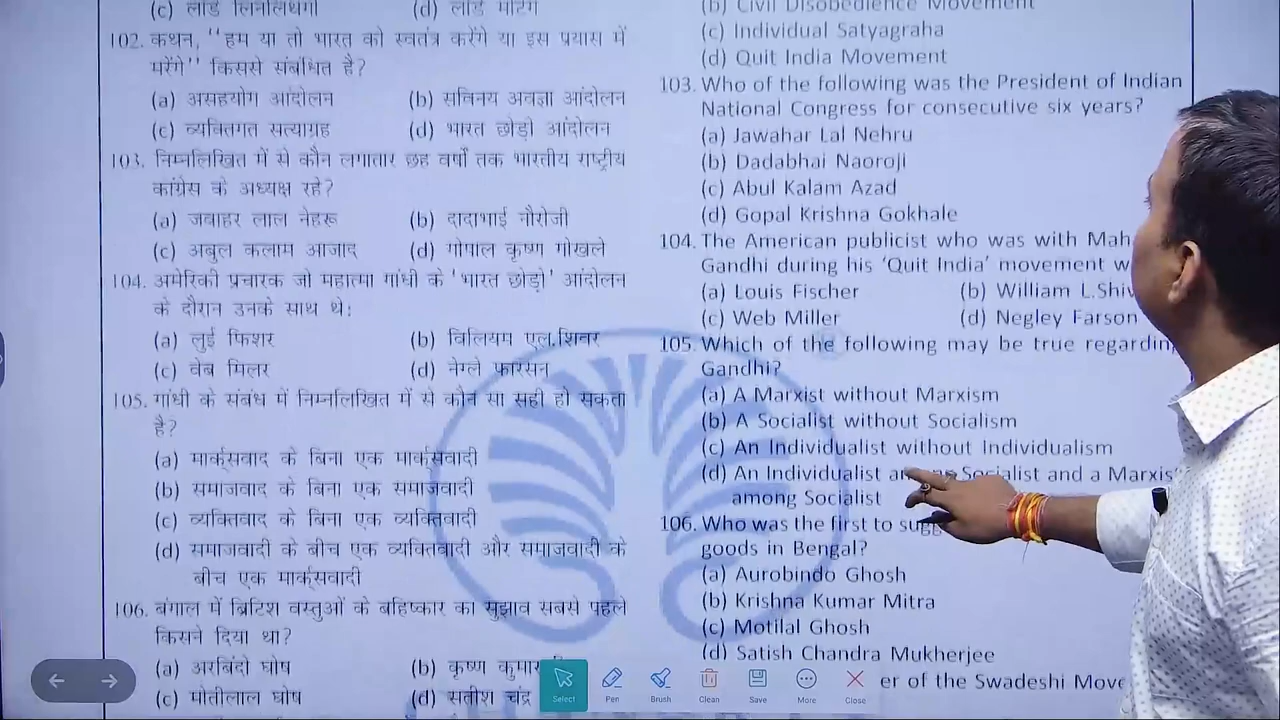 (c) लॉर्ड लिनलिथगो (d) लॉर्ड
102. कथन, ''हम या तो भारत को स्वतंत्र करेंगे या इस प्रयास में
मरेंगे'' किससे संबधित है?
(a) असहयोग आंदोलन (b) सविनय अवज्ञा आंदोलन
(c) व्यक्तिगत सत्याग्रह (d) भारत छोड़ो आंदोलन
103. निम्नलिखित में से कौन लगातार छह वर्षों तक भारतीय राष्ट्रीय
कांग्रेस के अध्यक्ष रहे?
(a) जवाहर लाल नेहरू (b) दादाभाई नौरोजी
(c) अबुल कलाम आजाद (d) गोपाल कृष्ण गोखले
104. अमेरिकी प्रचारक जो महात्मा गांधी के 'भारत छोड़ो' आंदोलन
के दौरान उनके साथ थे:
(a) लुई फिशर (b) विलियम एल.शिवर
(c) वेब मिलर (d) नेग्ले फारसन
105. गांधी के संबंध में निम्नलिखित में से कौन सा सही हो सकता
है?
(a) मार्क्सवाद के बिना एक मार्क्सवादी
(b) समाजवाद के बिना एक समाजवादी
(c) व्यक्तिवाद के बिना एक व्यक्तिवादी
(d) समाजवादी के बीच एक व्यक्तिवादी और समाजवादी के
बीच एक मार्क्सवादी
106. बंगाल में ब्रिटिश वस्तुओं के बहिष्कार का सुझाव सबसे पहले
किसने दिया था?
(a) अरबिंदो घोष (b) कृष्ण कुमार
(c) मोतीलाल घोष (d) सतीश चंद्र
(b) Civil Disobedience Movement
(c) Individual Satyagraha
(d) Quit India Movement
103. Who of the following was the President of Indian
National Congress for consecutive six years?
(a) Jawahar Lal Nehru
(b) Dadabhai Naoroji
(c) Abul Kalam Azad
(d) Gopal Krishna Gokhale
104. The American publicist who was with Mah
Gandhi during his 'Quit India' movement w
(a) Louis Fischer (b) William L.Shiv
(c) Web Miller (d) Negley Farson
105. Which of the following may be true regardin
Gandhi?
(a) A Marxist without Marxism
(b) A Socialist without Socialism
(c) An Individualist without Individualism
(d) An Individualist Socialist and a Marxis
among Socialist
106. Who was the first to sugg
goods in Bengal?
(a) Aurobindo Ghosh
(b) Krishna Kumar Mitra
(c) Motilal Ghosh
(d) Satish Chandra Mukherjee
er of the Swadeshi Move
Select Pen Brush Clean Save More Close